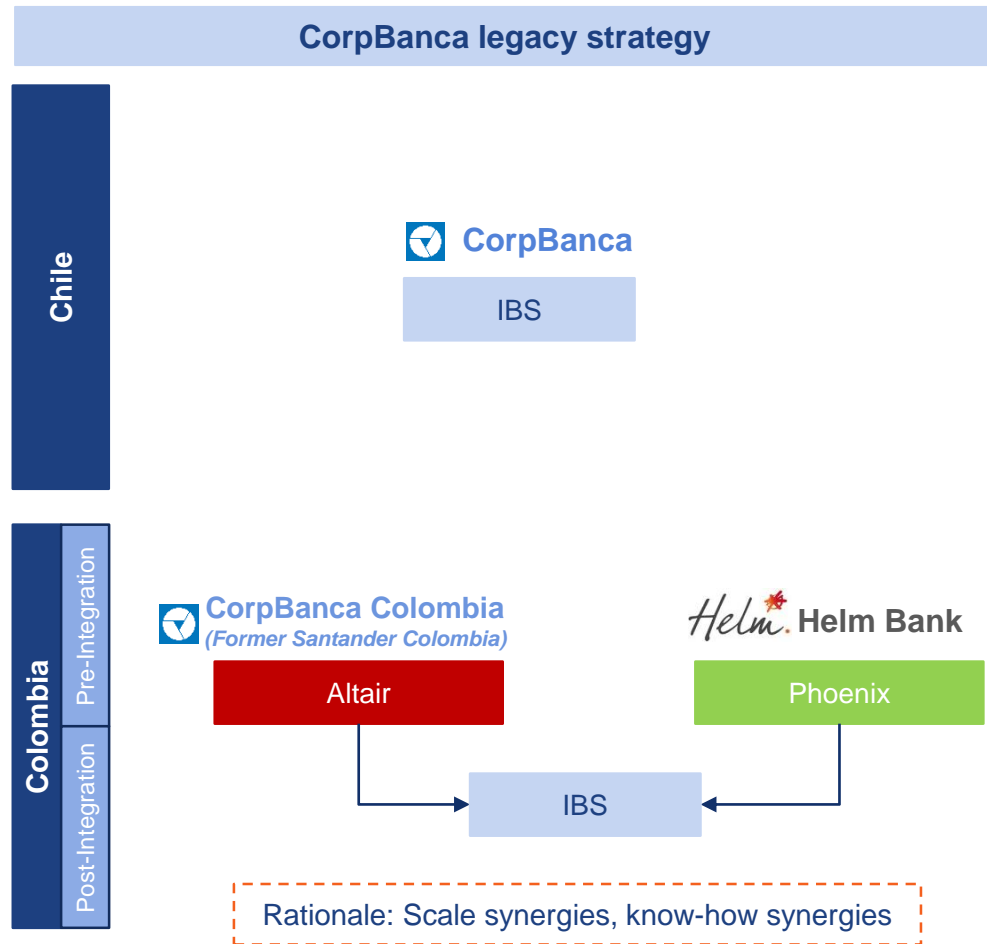 CorpBanca legacy strategy
Chile
CorpBanca
IBS
Colombia
Pre-Integration
Post-Integration
CorpBanca Colombia
(Former Santander Colombia)
Helm. Helm Bank
Altair
Phoenix
IBS
Rationale: Scale synergies, know-how synergies